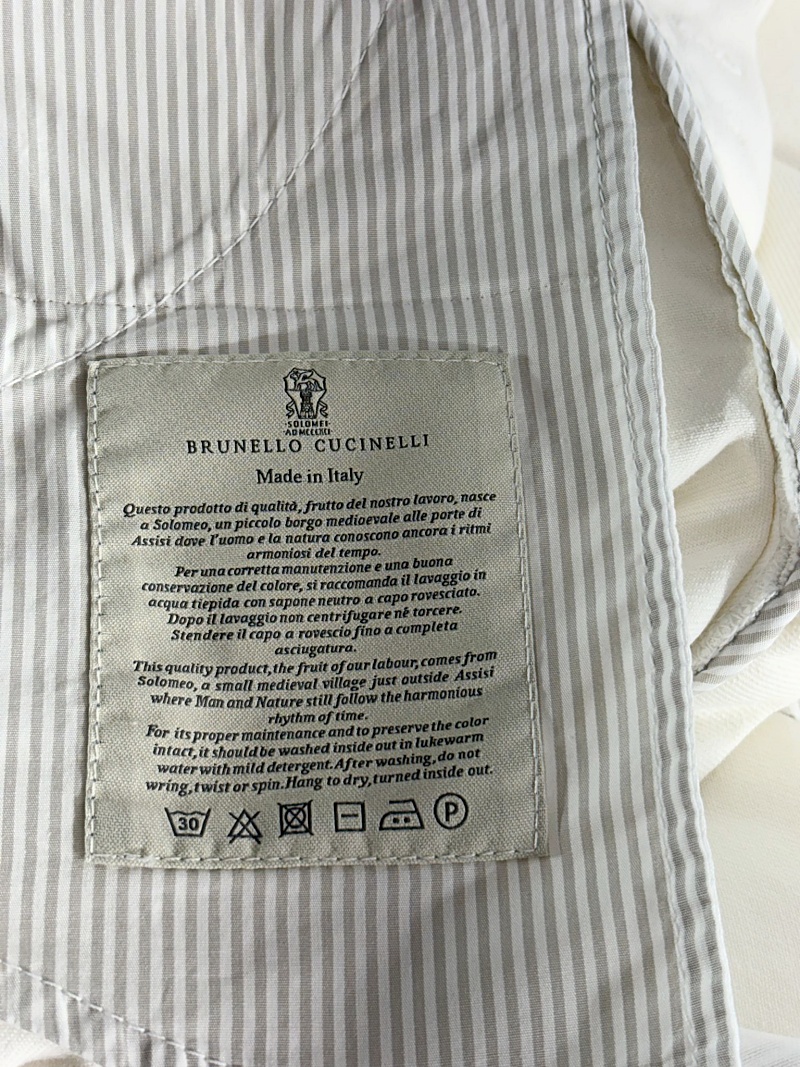 ·SOLOMEI·
BRUNELLO CUCINELLI
Made in Italy
Questo prodotto di qualità, frutto del nostro lavoro, nasce
a Solomeo, un piccolo borgo medioevale alle porte di
Assisi dove l'uomo e la natura conoscono ancora i ritmi
armoniosi del tempo.
Per una corretta manutenzione e una buona
conservazione del colore, si raccomanda il lavaggio in
acqua tiepida con sapone neutro a capo rovesciato.
Dopo il lavaggio non centrifugare né torcere.
Stendere il capo a rovescio fino a completa
asciugatura.
This quality product, the fruit of our labour, comes from
Solomeo, a small medieval village just outside Assisi
where Man and Nature still follow the harmonious
rhythm of time.
For its proper maintenance and to preserve the color
intact, it should be washed inside out in lukewarm
water with mild detergent. After washing, do not
wring, twist or spin. Hang to dry, turned inside out.
30 P